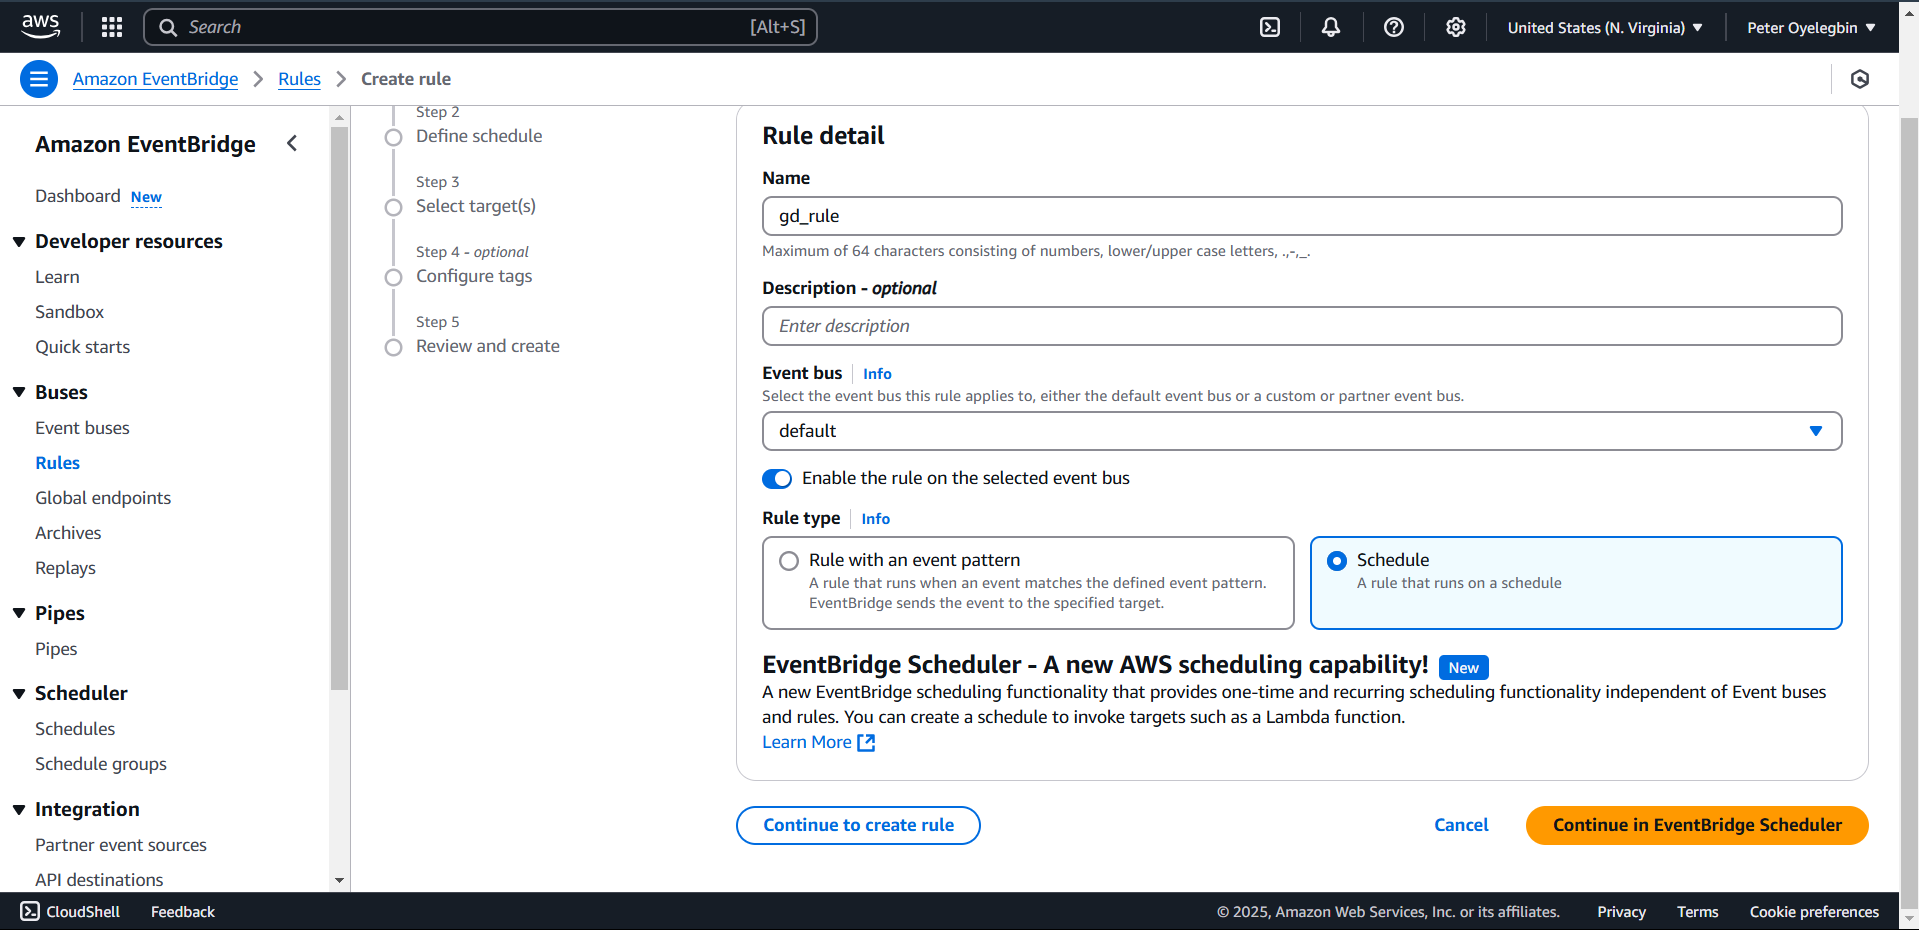 aws
Search
[Alt+S]
United States (N. Virginia)
Peter Oyelegbin
Amazon EventBridge
Rules
Create rule
Amazon EventBridge
Dashboard New
Developer resources
Learn
Sandbox
Quick starts
Buses
Event buses
Rules
Global endpoints
Archives
Replays
Pipes
Pipes
Scheduler
Schedules
Schedule groups
Integration
Partner event sources
API destinations
Step 2
Define schedule
Step 3
Select target(s)
Step 4 - optional
Configure tags
Step 5
Review and create
Rule detail
Name
gd_rule
Maximum of 64 characters consisting of numbers, lower/upper case letters, .,-,_.
Description - optional
Enter description
Event bus
Info
Select the event bus this rule applies to, either the default event bus or a custom or partner event bus.
default
Enable the rule on the selected event bus
Rule type
Info
Rule with an event pattern
A rule that runs when an event matches the defined event pattern.
EventBridge sends the event to the specified target.
Schedule
A rule that runs on a schedule
EventBridge Scheduler - A new AWS scheduling capability! New
A new EventBridge scheduling functionality that provides one-time and recurring scheduling functionality independent of Event buses
and rules. You can create a schedule to invoke targets such as a Lambda function.
Learn More
Continue to create rule
Cancel
Continue in EventBridge Scheduler
CloudShell
Feedback
© 2025, Amazon Web Services, Inc. or its affiliates.
Privacy
Terms
Cookie preferences